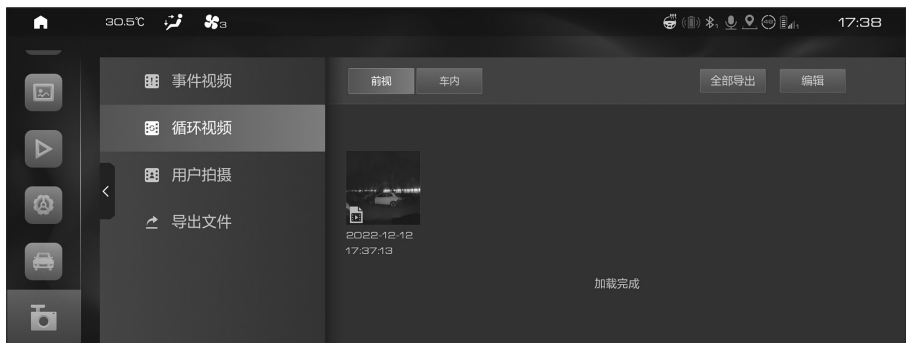 30.5℃ 3 17:38
事件视频
循环视频
用户拍摄
导出文件
前视 车内 全部导出 编辑
2022-12-12
17:37:13
加载完成